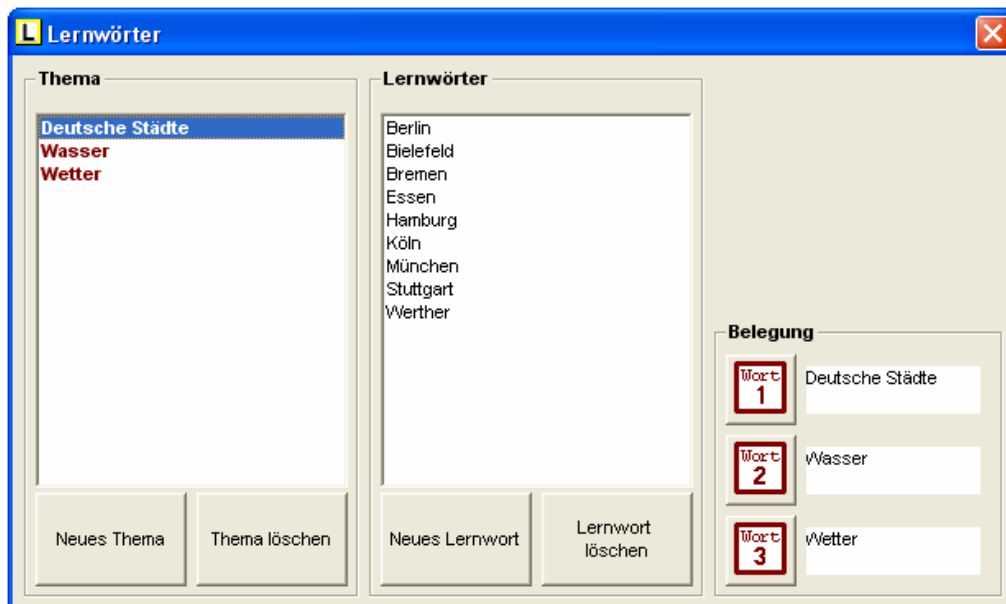 L Lernwörter
Thema
Deutsche Städte
Wasser
Wetter
Neues Thema
Thema löschen
Lernwörter
Berlin
Bielefeld
Bremen
Essen
Hamburg
Köln
München
Stuttgart
Werther
Neues Lernwort
Lernwort
löschen
Belegung
Wort
1
Deutsche Städte
Wort
2
Wasser
Wort
3
Wetter